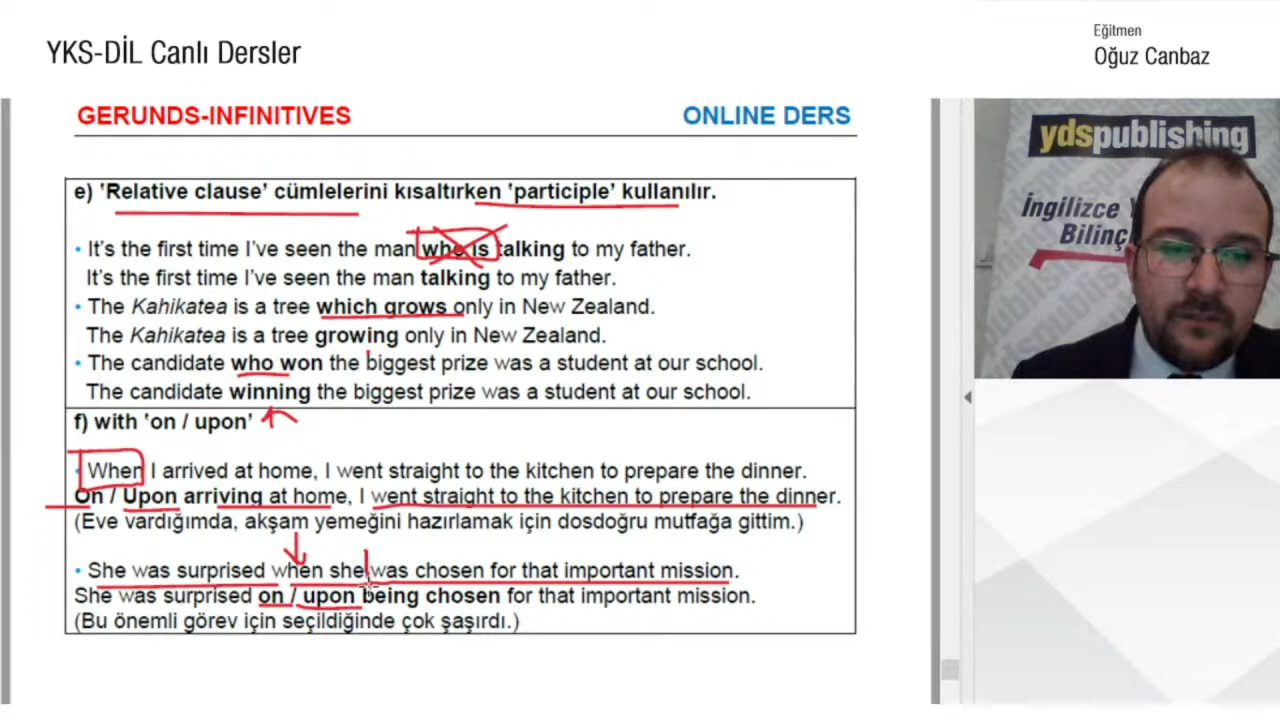 YKS-DİL Canlı Dersler
Eğitmen
Oğuz Canbaz
GERUNDS-INFINITIVES
ONLINE DERS
e) 'Relative clause' cümlelerini kısaltırken 'participle' kullanılır.
• It's the first time I've seen the man who is talking to my father.
It's the first time I've seen the man talking to my father.
• The Kahikatea is a tree which grows only in New Zealand.
The Kahikatea is a tree growing only in New Zealand.
• The candidate who won the biggest prize was a student at our school.
The candidate winning the biggest prize was a student at our school.
f) with 'on / upon'
• When I arrived at home, I went straight to the kitchen to prepare the dinner.
On / Upon arriving at home, I went straight to the kitchen to prepare the dinner.
(Eve vardığımda, akşam yemeğini hazırlamak için dosdoğru mutfağa gittim.)
• She was surprised when she was chosen for that important mission.
She was surprised on / upon being chosen for that important mission.
(Bu önemli görev için seçildiğinde çok şaşırdı.)
ydspublishing
İngilizce
Bilinç